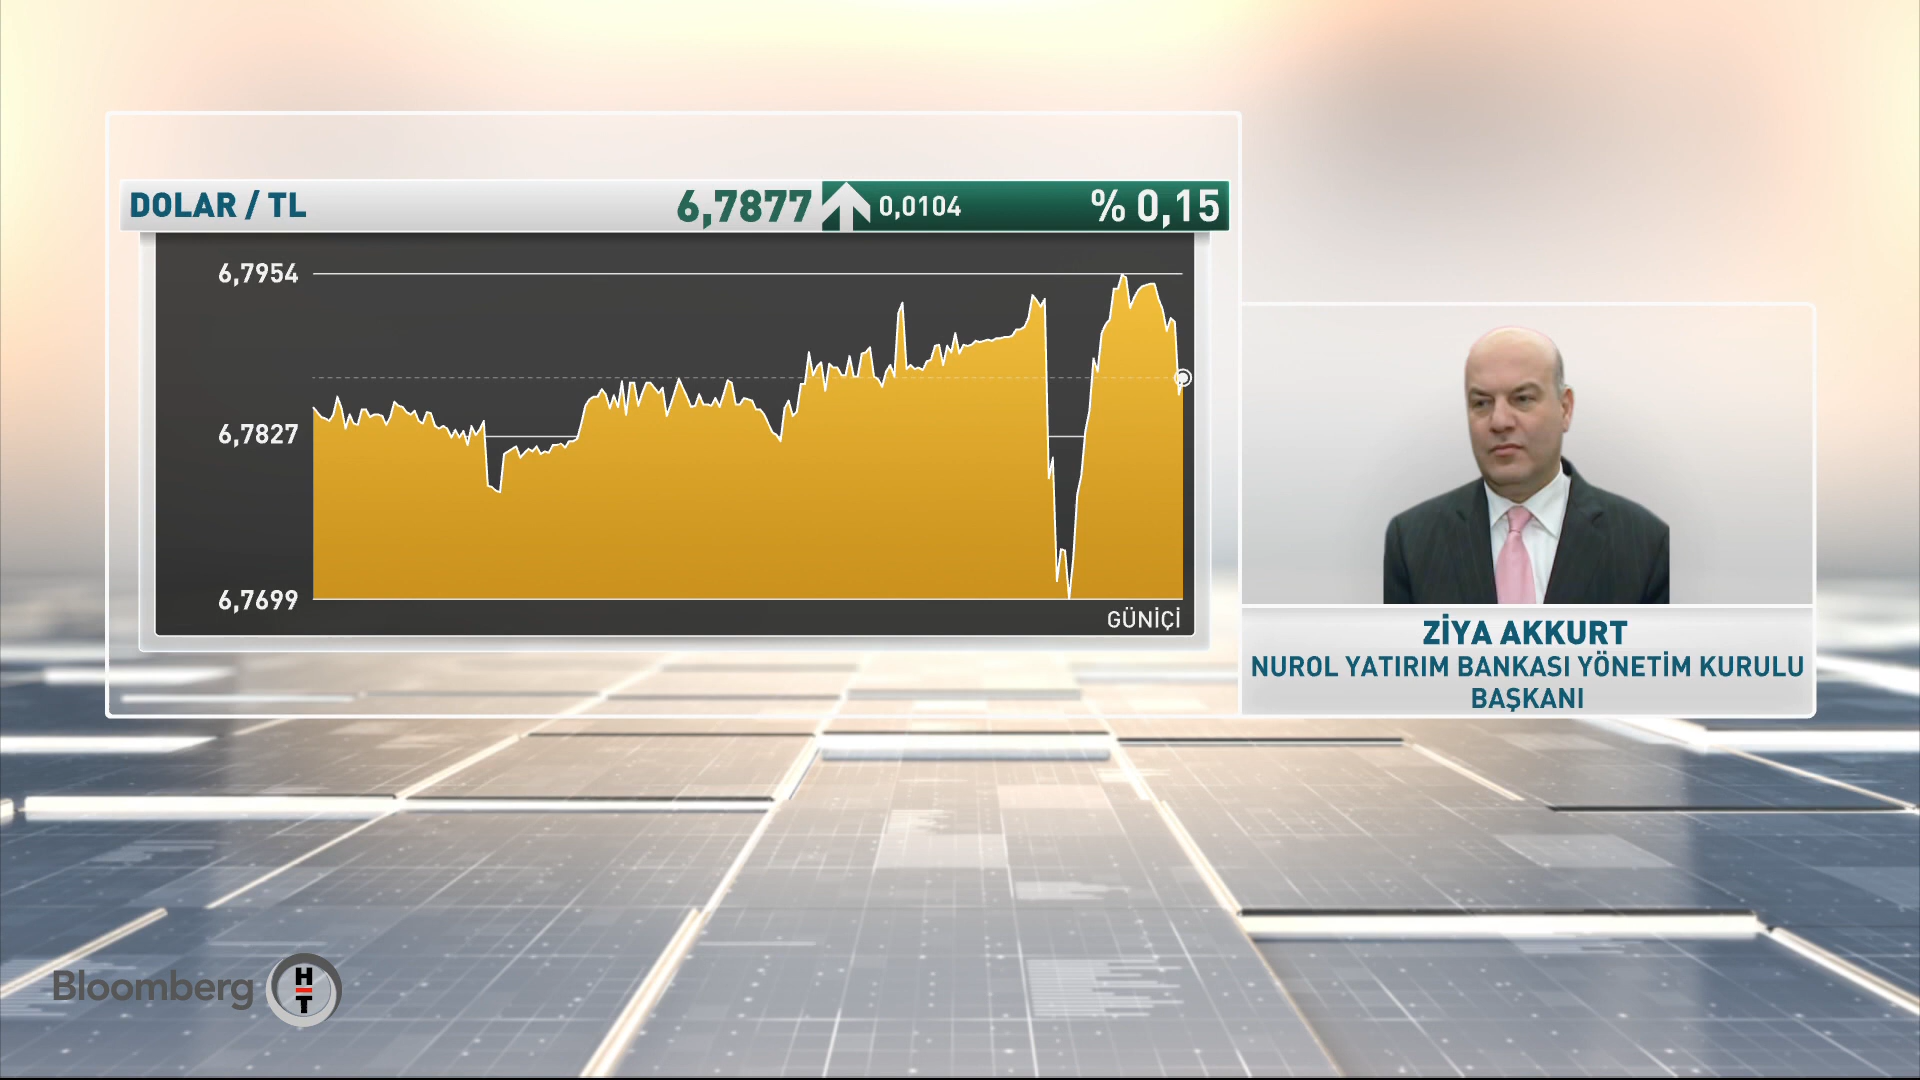 DOLAR / TL 6,7877 0,0104 % 0,15
6,7954
6,7827
6,7699
GÜNİÇİ
ZİYA AKKURT
NUROL YATIRIM BANKASI YÖNETİM KURULU
BAŞKANI
Bloomberg HT